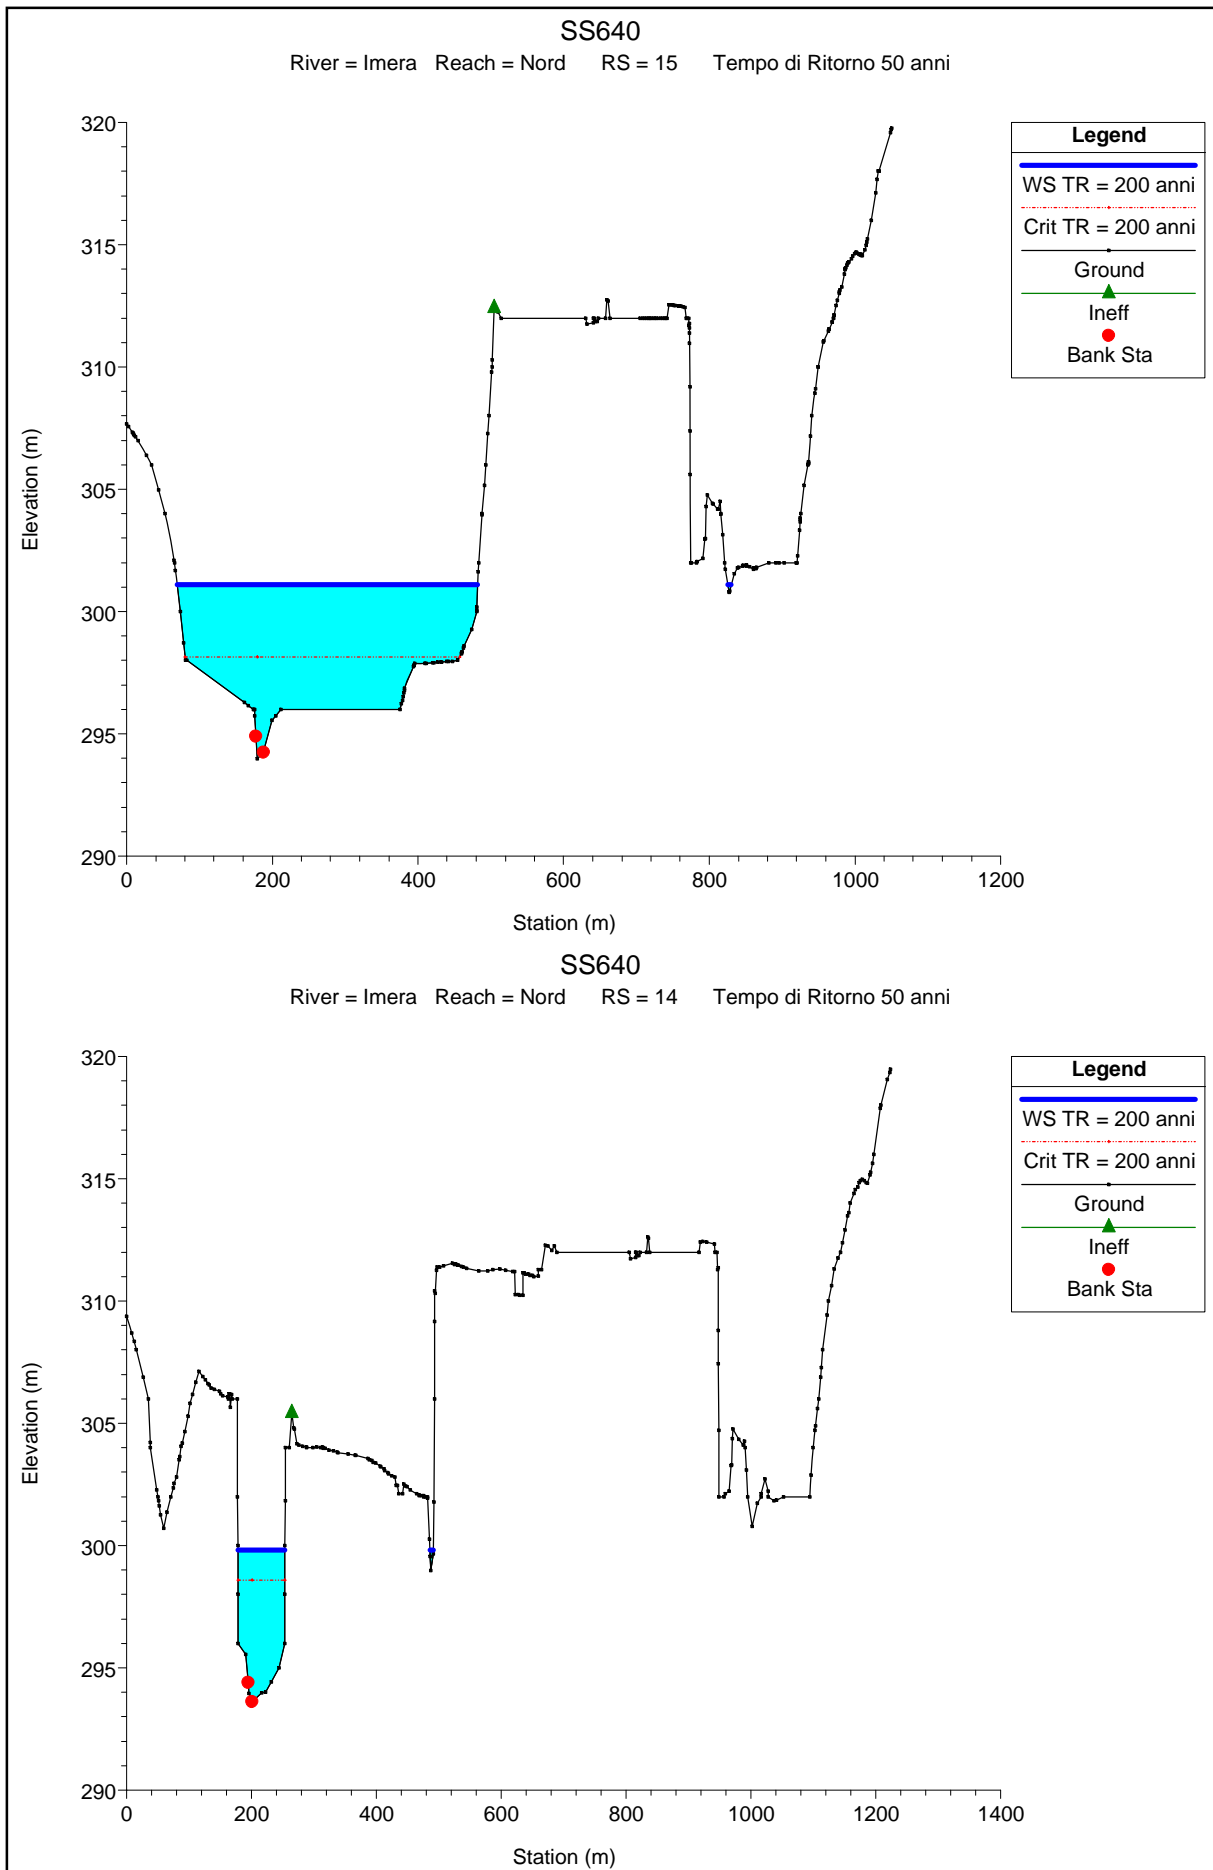 SS640
River = Imera Reach = Nord RS = 15 Tempo di Ritorno 50 anni
320
315
310
305
300
295
290
0 200 400 600 800 1000 1200
Elevation (m)
Station (m)
Legend
WS TR = 200 anni
Crit TR = 200 anni
Ground
Ineff
Bank Sta
SS640
River = Imera Reach = Nord RS = 14 Tempo di Ritorno 50 anni
320
315
310
305
300
295
290
0 200 400 600 800 1000 1200 1400
Elevation (m)
Station (m)
Legend
WS TR = 200 anni
Crit TR = 200 anni
Ground
Ineff
Bank Sta